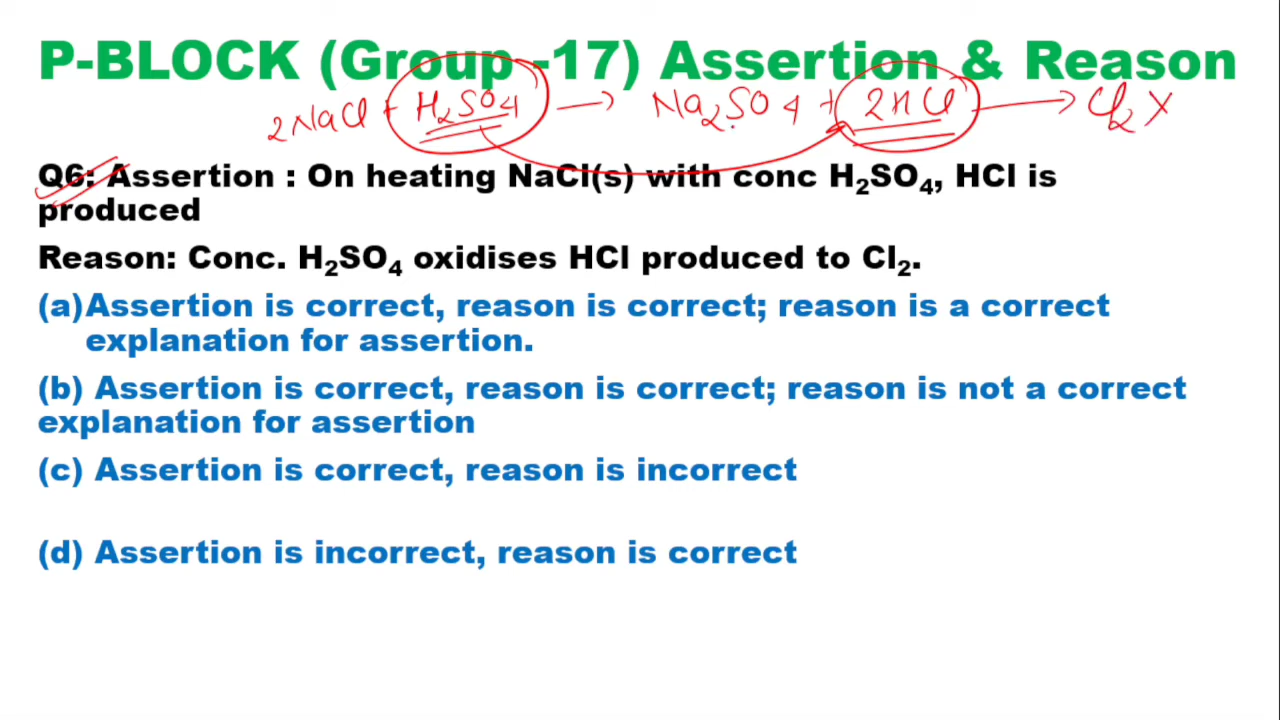 P-BLOCK (Group -17) Assertion & Reason
2NaCl + H₂SO₄ → Na₂SO₄ + 2HCl → Cl₂ X
Q6: Assertion : On heating NaCl(s) with conc H₂SO₄, HCl is
produced
Reason: Conc. H₂SO₄ oxidises HCl produced to Cl₂.
(a)Assertion is correct, reason is correct; reason is a correct
explanation for assertion.
(b) Assertion is correct, reason is correct; reason is not a correct
explanation for assertion
(c) Assertion is correct, reason is incorrect
(d) Assertion is incorrect, reason is correct